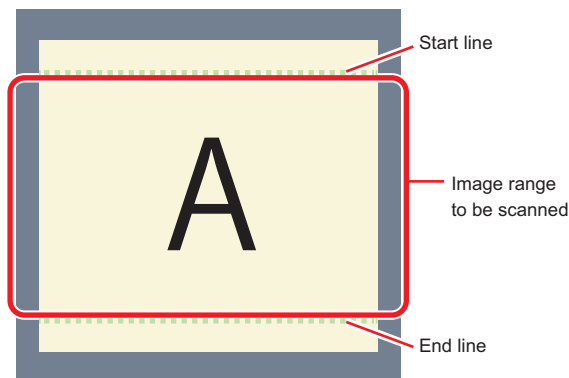 Start line
A
Image range
to be scanned
End line